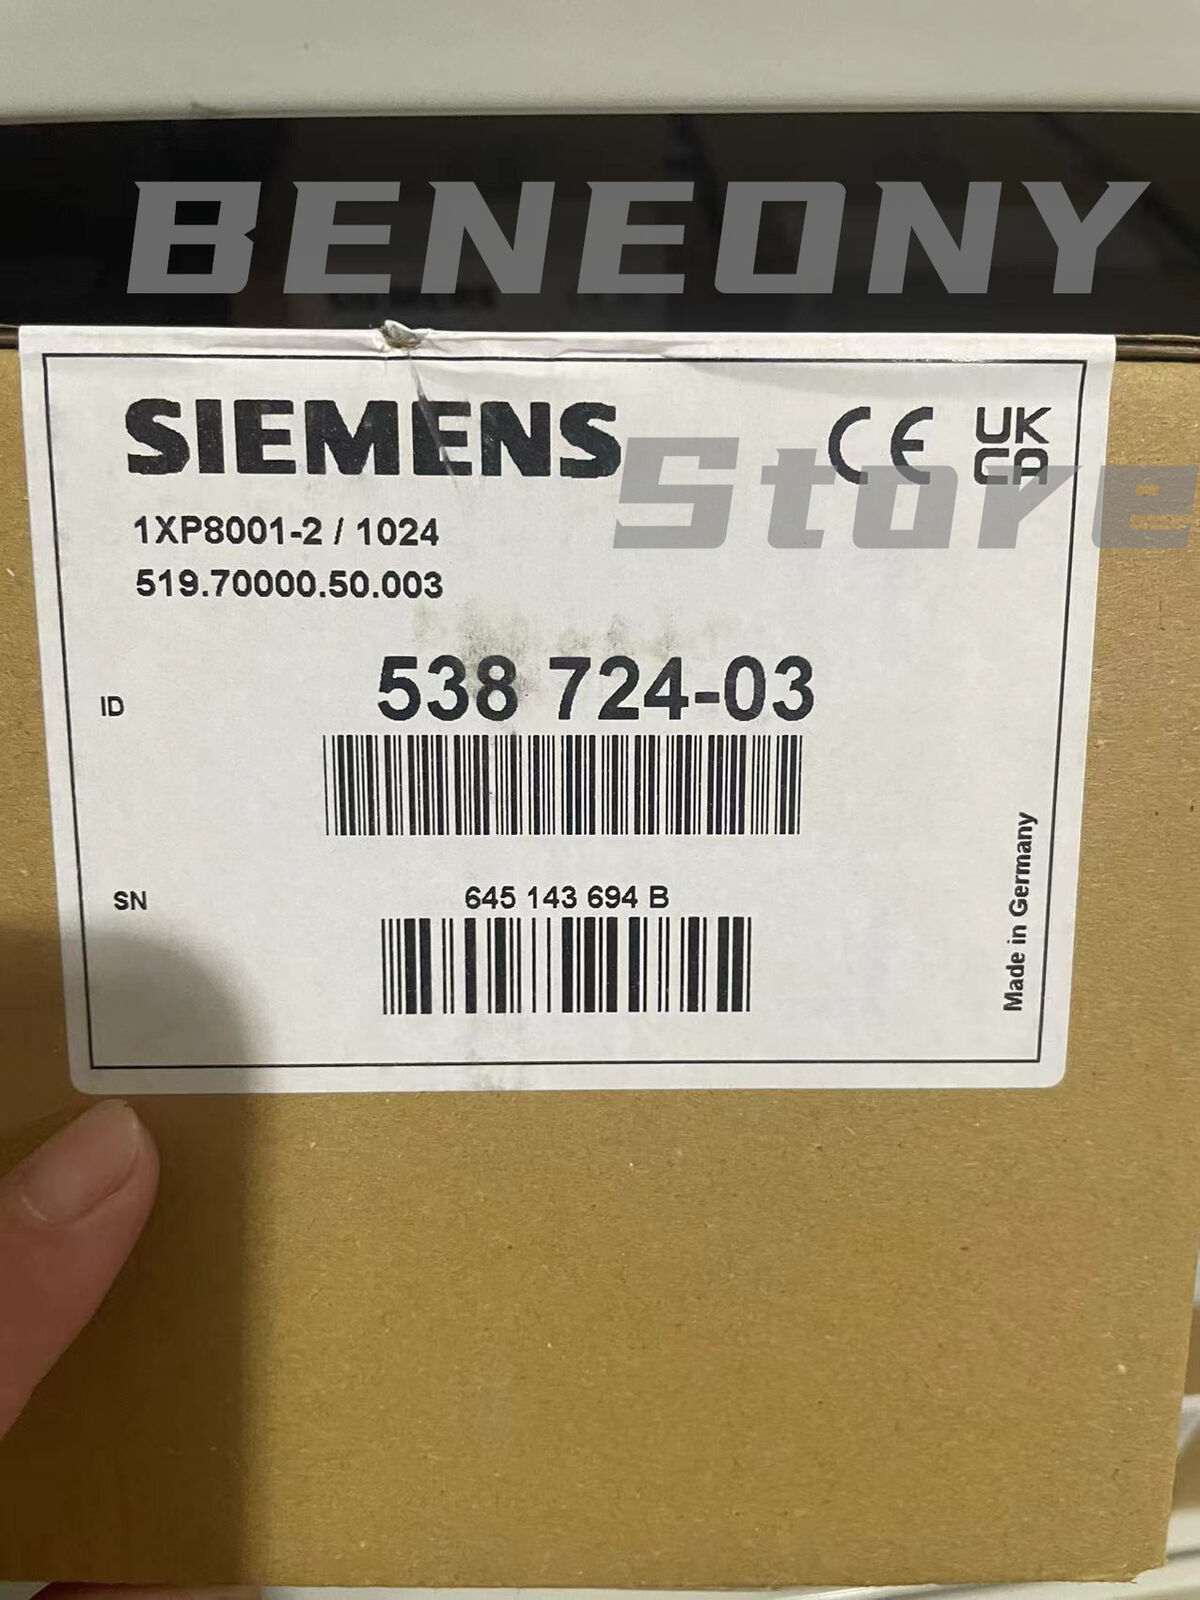 BENEONY
SIEMENS
CE
UK
CA
Store
1XP8001-2 / 1024
519.70000.50.003
ID
538 724-03
SN
645 143 694 B
Made in Germany